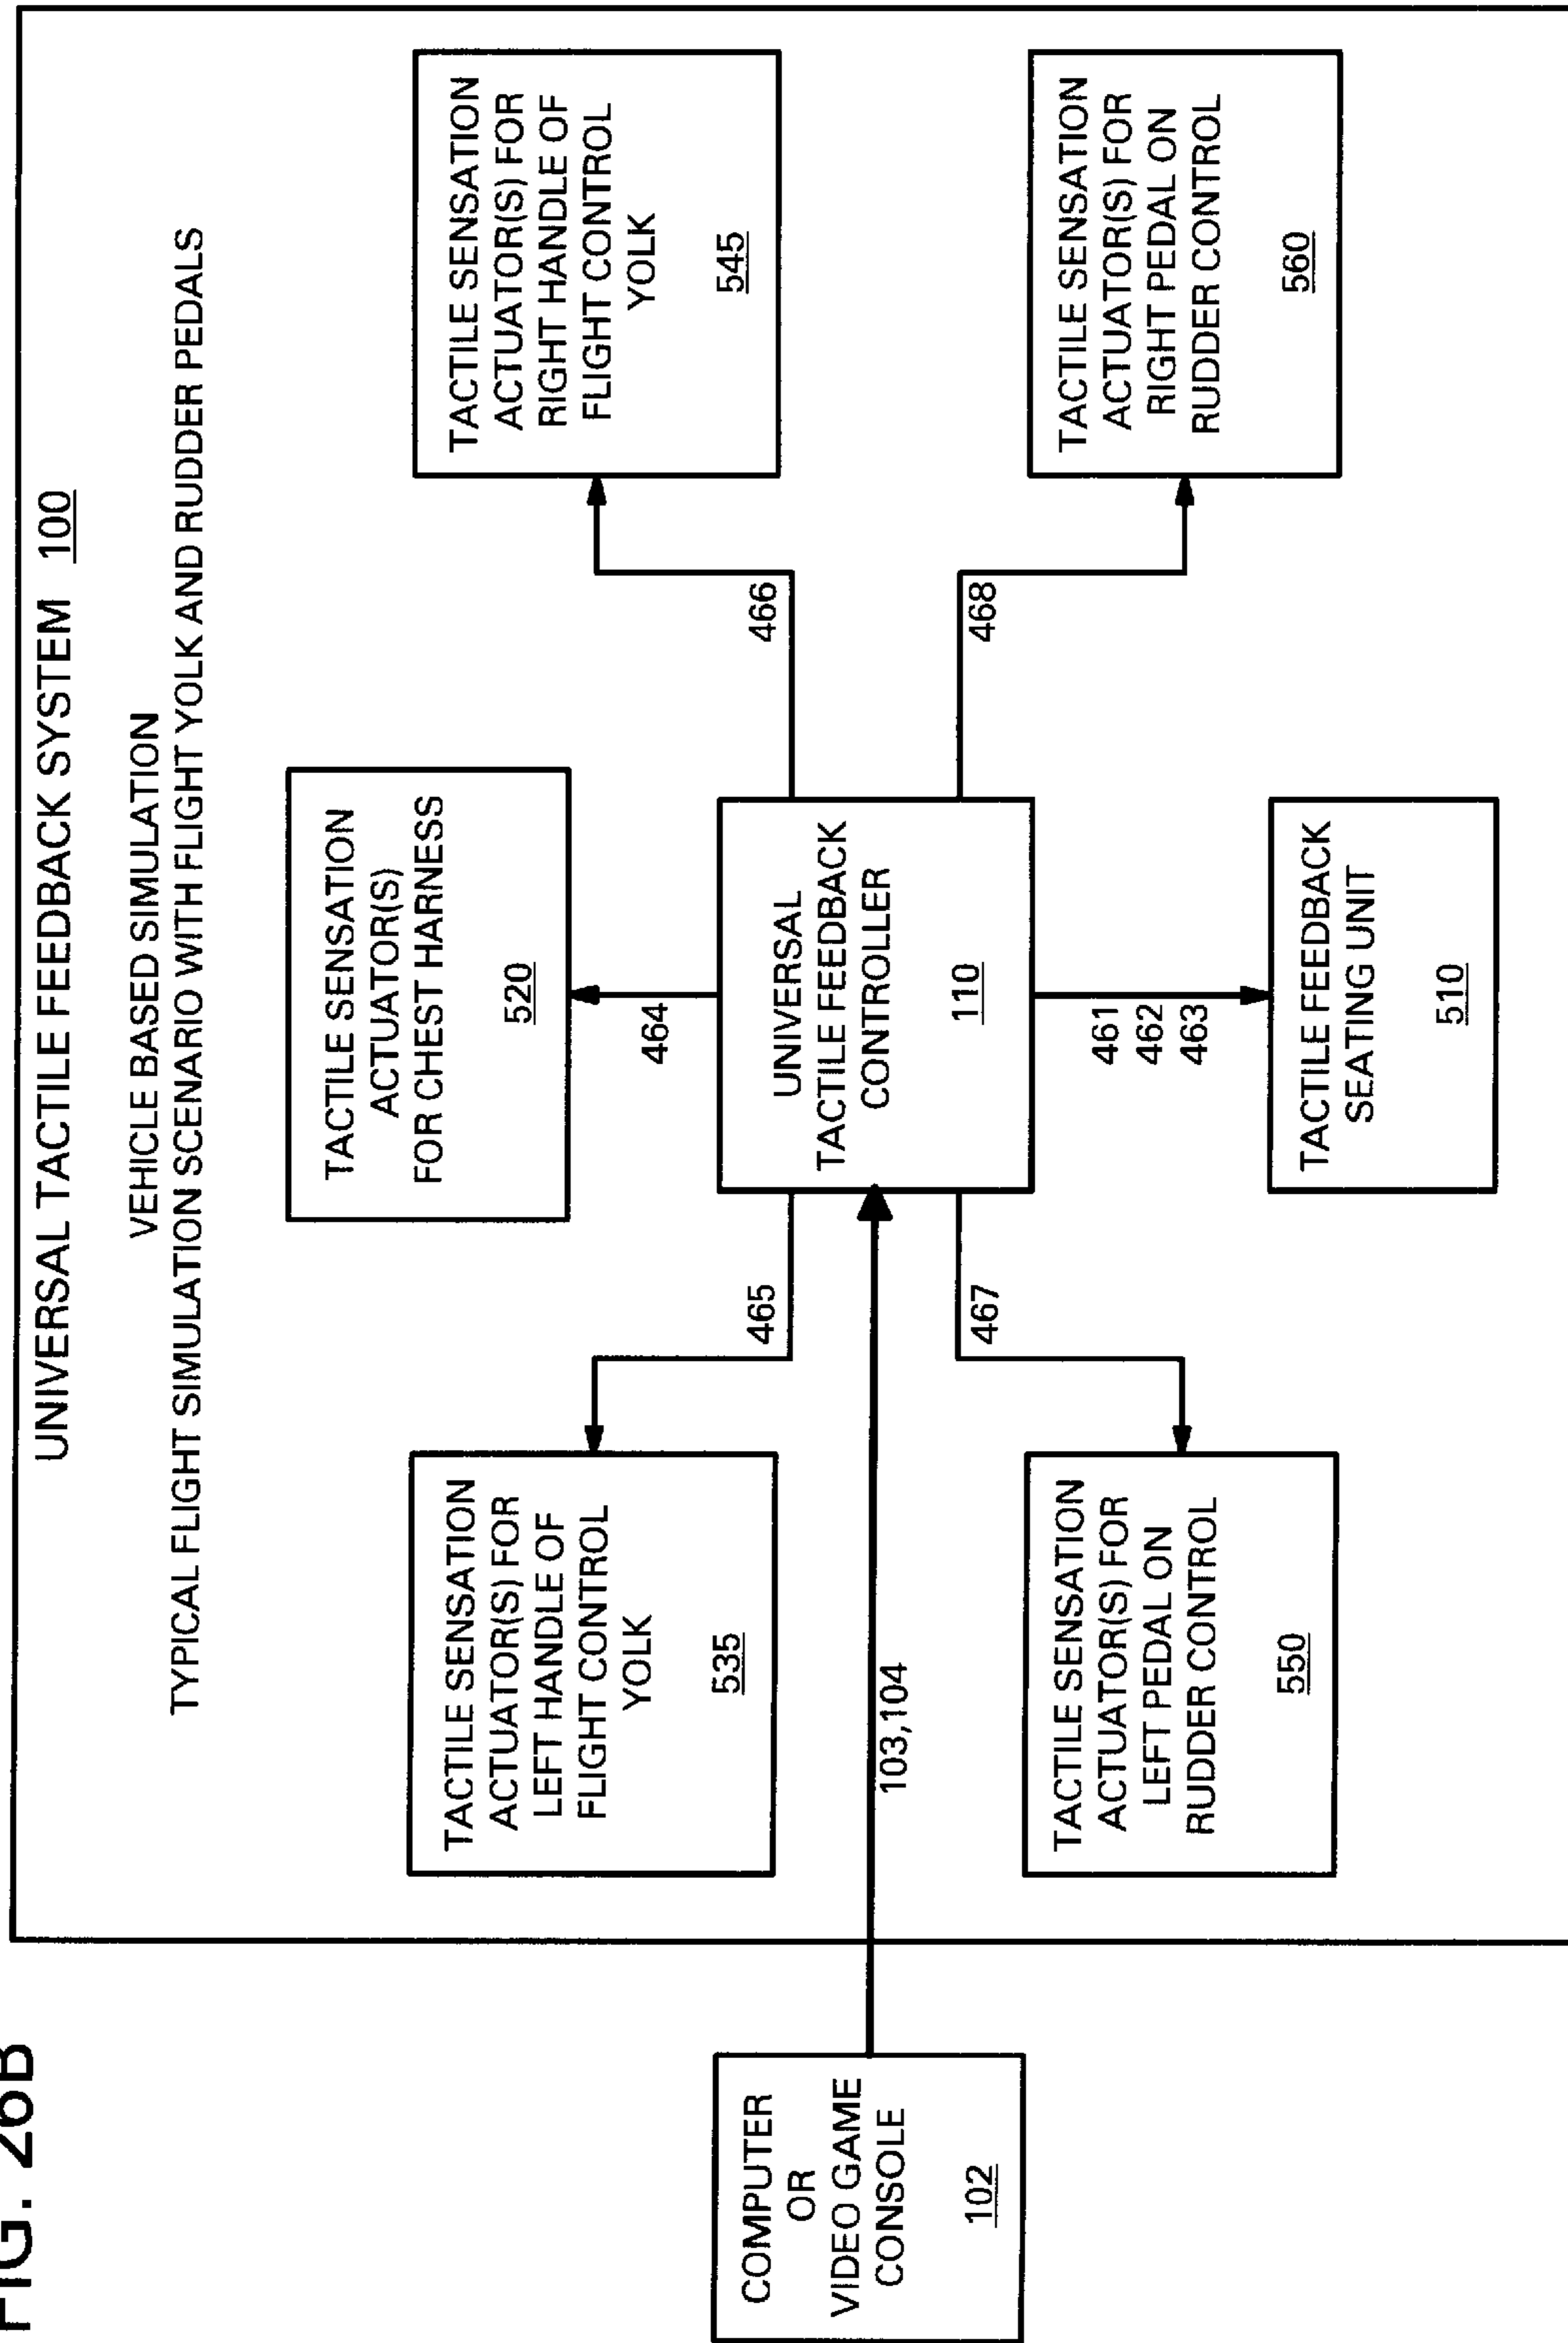 FIG. 26B
UNIVERSAL TACTILE FEEDBACK SYSTEM 100
VEHICLE BASED SIMULATION
TYPICAL FLIGHT SIMULATION SCENARIO WITH FLIGHT YOLK AND RUDDER PEDALS
COMPUTER
OR
VIDEO GAME
CONSOLE
102
103,104
TACTILE SENSATION
ACTUATOR(S) FOR
LEFT HANDLE OF
FLIGHT CONTROL
YOLK
535
465
TACTILE SENSATION
ACTUATOR(S)
FOR CHEST HARNESS
520
464
TACTILE SENSATION
ACTUATOR(S) FOR
RIGHT HANDLE OF
FLIGHT CONTROL
YOLK
545
466
UNIVERSAL
TACTILE FEEDBACK
CONTROLLER
110
TACTILE SENSATION
ACTUATOR(S) FOR
LEFT PEDAL ON
RUDDER CONTROL
550
467
461
462
463
TACTILE FEEDBACK
SEATING UNIT
510
468
TACTILE SENSATION
ACTUATOR(S) FOR
RIGHT PEDAL ON
RUDDER CONTROL
560